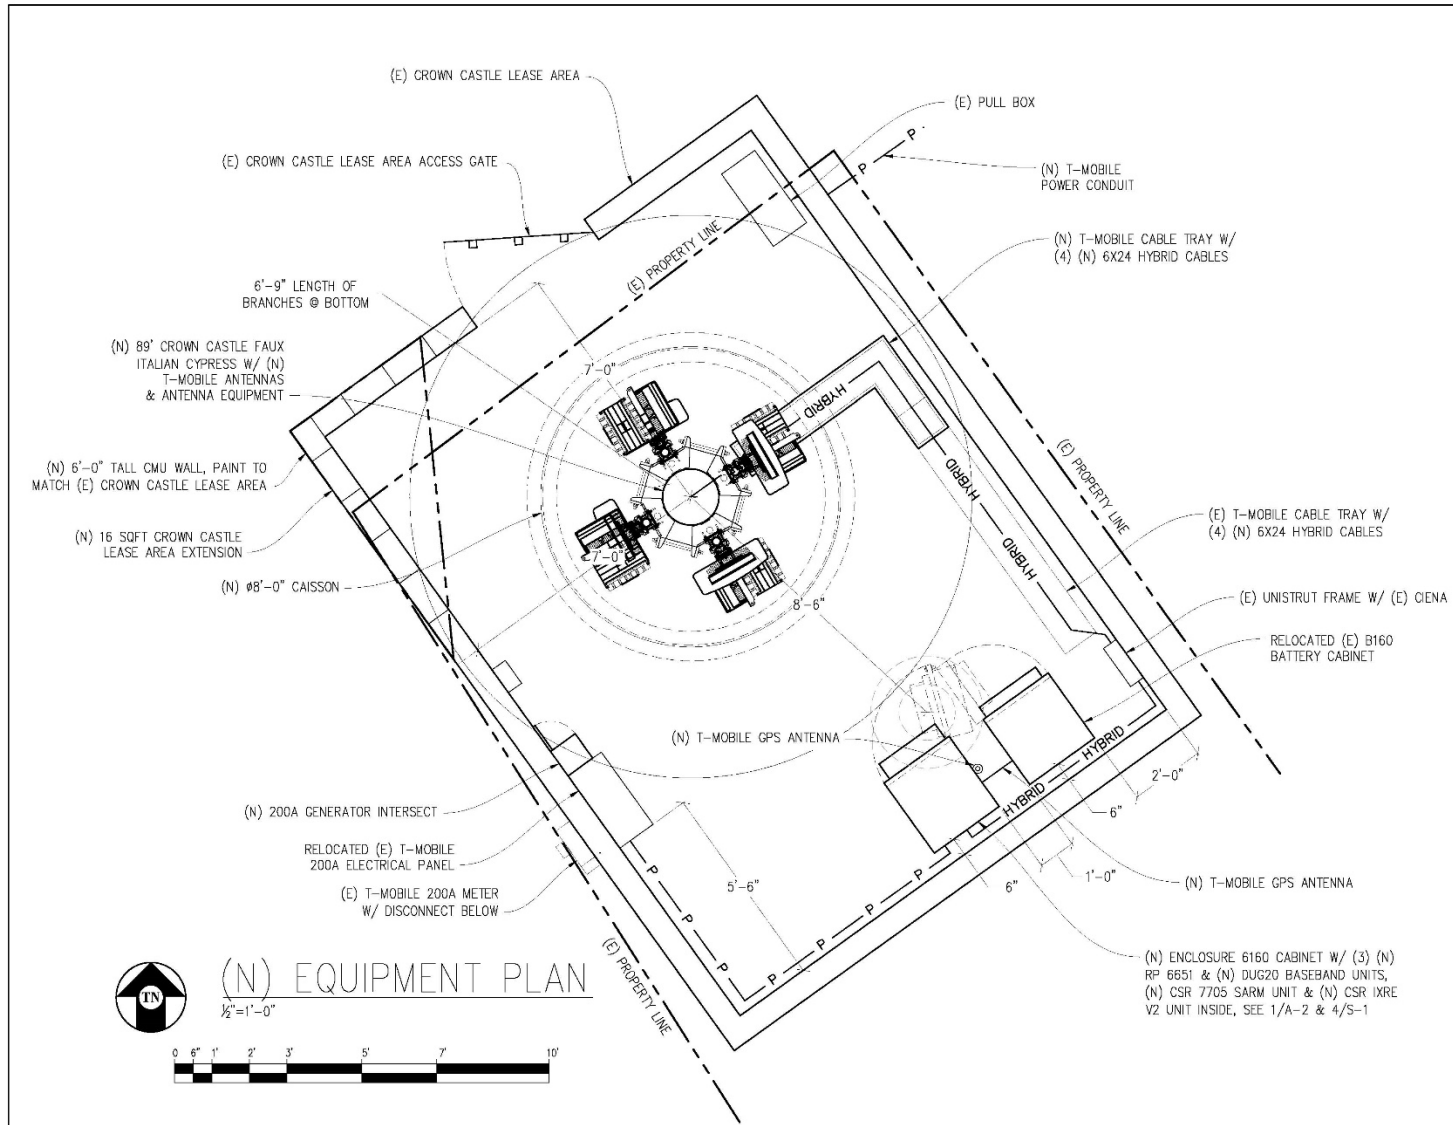 (E) CROWN CASTLE LEASE AREA
(E) PULL BOX
(E) CROWN CASTLE LEASE AREA ACCESS GATE
P
P
(N) T-MOBILE
POWER CONDUIT
(E) PROPERTY LINE
(N) T-MOBILE CABLE TRAY W/
(4) (N) 6X24 HYBRID CABLES
6'-9" LENGTH OF
BRANCHES @ BOTTOM
(N) 89' CROWN CASTLE FAUX
ITALIAN CYPRESS W/ (N)
T-MOBILE ANTENNAS
& ANTENNA EQUIPMENT
7'-0"
HYBRID
(N) 6'-0" TALL CMU WALL, PAINT TO
MATCH (E) CROWN CASTLE LEASE AREA
HYBRID
(E) PROPERTY LINE
(N) 16 SQFT CROWN CASTLE
LEASE AREA EXTENSION
(E) T-MOBILE CABLE TRAY W/
(4) (N) 6X24 HYBRID CABLES
7'-0"
HYBRID
(N) ø8'-0" CAISSON
8'-6"
(E) UNISTRUT FRAME W/ (E) CIENA
RELOCATED (E) B160
BATTERY CABINET
(N) T-MOBILE GPS ANTENNA
HYBRID
2'-0"
HYBRID
6"
(N) 200A GENERATOR INTERSECT
RELOCATED (E) T-MOBILE
200A ELECTRICAL PANEL
(E) T-MOBILE 200A METER
W/ DISCONNECT BELOW
5'-6"
6"
1'-0"
(N) T-MOBILE GPS ANTENNA
P
P
P
P
P
P
P
(E) PROPERTY LINE
(N) ENCLOSURE 6160 CABINET W/ (3) (N)
RP 6651 & (N) DUG20 BASEBAND UNITS,
(N) CSR 7705 SARM UNIT & (N) CSR IXRE
V2 UNIT INSIDE, SEE 1/A-2 & 4/S-1
TN
(N) EQUIPMENT PLAN
½"=1'-0"
0 6" 1' 2' 3' 5' 7' 10'